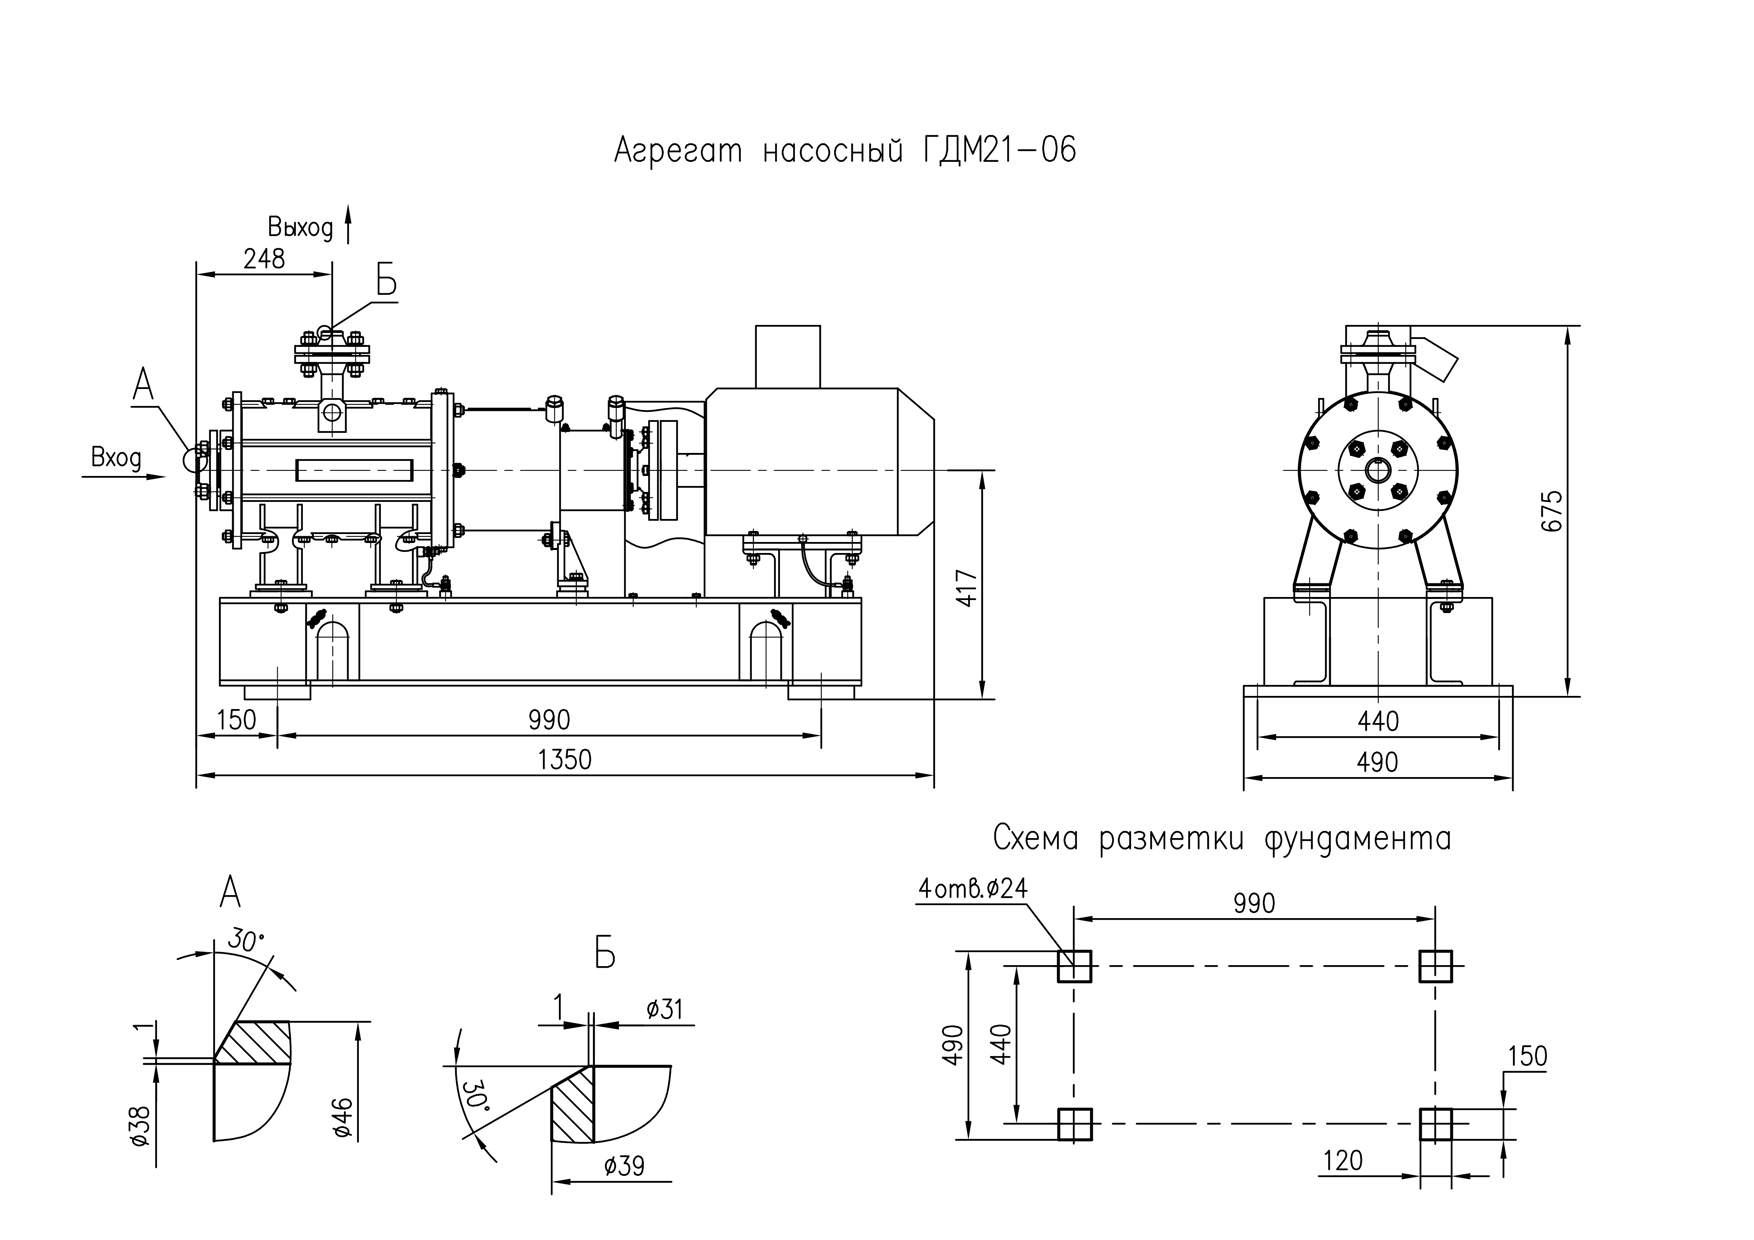 Агрегат насосный ГДМ21-06
Выход
248
Б
А
Вход
417
675
150
990
1350
440
490
Схема разметки фундамента
А
30°
1
ø38
ø46
Б
1
ø31
30°
ø39
4отв.ø24
990
490
440
150
120